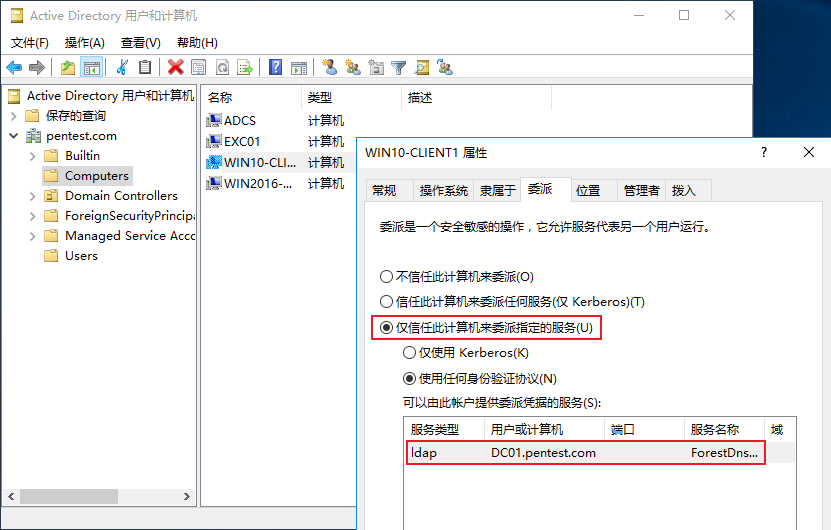 Active Directory 用户和计算机
文件(F) 操作(A) 查看(V) 帮助(H)
Active Directory 用户和计算机
保存的查询
pentest.com
Builtin
Computers
Domain Controllers
ForeignSecurityPrincipa
Managed Service Acco
Users
名称 类型 描述
ADCS 计算机
EXC01 计算机
WIN10-CLI... 计算机
WIN2016-... 计算机
WIN10-CLIENT1 属性
?
常规 操作系统 隶属于 委派 位置 管理者 拨入
委派是一个安全敏感的操作，它允许服务代表另一个用户运行。
不信任此计算机来委派(O)
信任此计算机来委派任何服务(仅 Kerberos)(T)
仅信任此计算机来委派指定的服务(U)
仅使用 Kerberos(K)
使用任何身份验证协议(N)
可以由此帐户提供委派凭据的服务(S):
服务类型 用户或计算机 端口 服务名称 域
ldap DC01.pentest.com ForestDns...